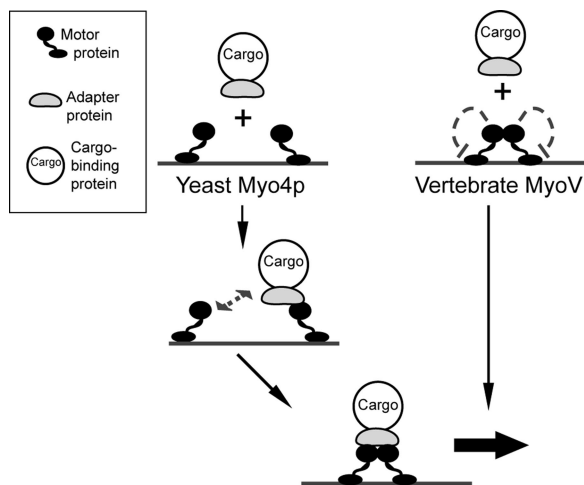 Motor
protein
Adapter
protein
Cargo
Cargo-
binding
protein
Cargo
+
Yeast Myo4p
Cargo
+
Vertebrate MyoV
Cargo
Cargo